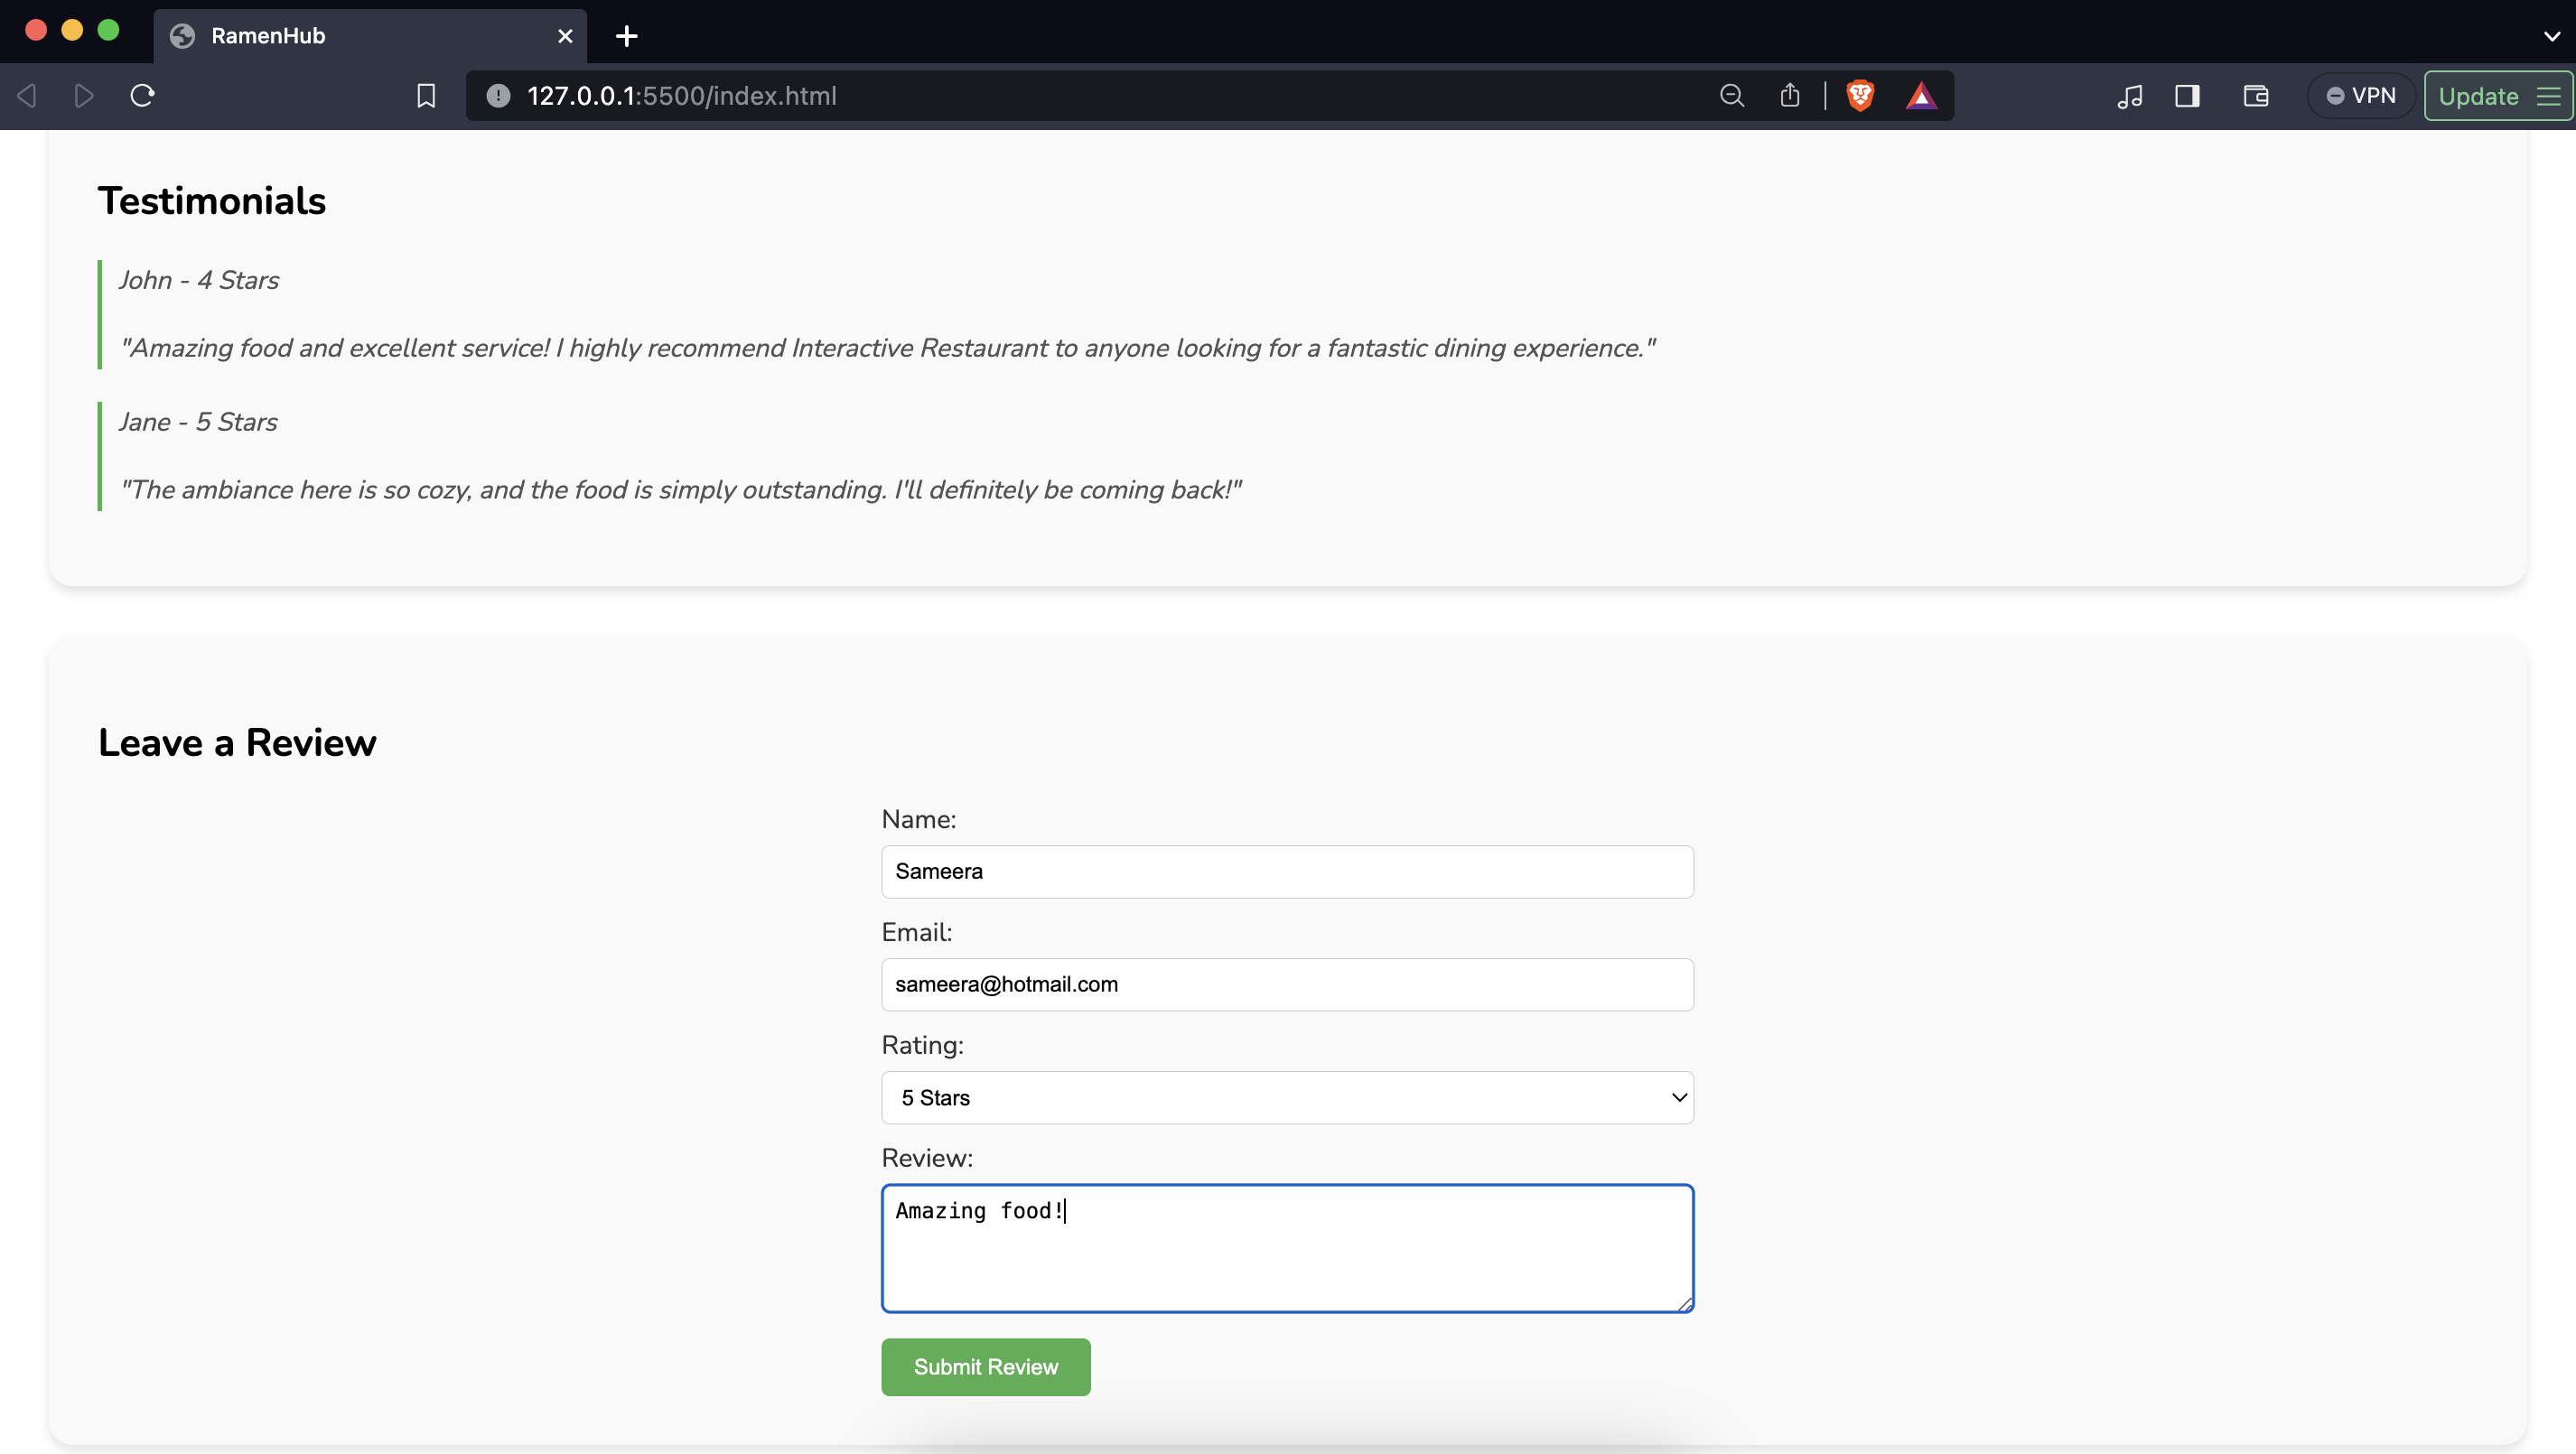 RamenHub
127.0.0.1:5500/index.html
VPN
Update
Testimonials
John - 4 Stars
"Amazing food and excellent service! I highly recommend Interactive Restaurant to anyone looking for a fantastic dining experience."
Jane - 5 Stars
"The ambiance here is so cozy, and the food is simply outstanding. I'll definitely be coming back!"
Leave a Review
Name:
Sameera
Email:
sameera@hotmail.com
Rating:
5 Stars
Review:
Amazing food!
Submit Review